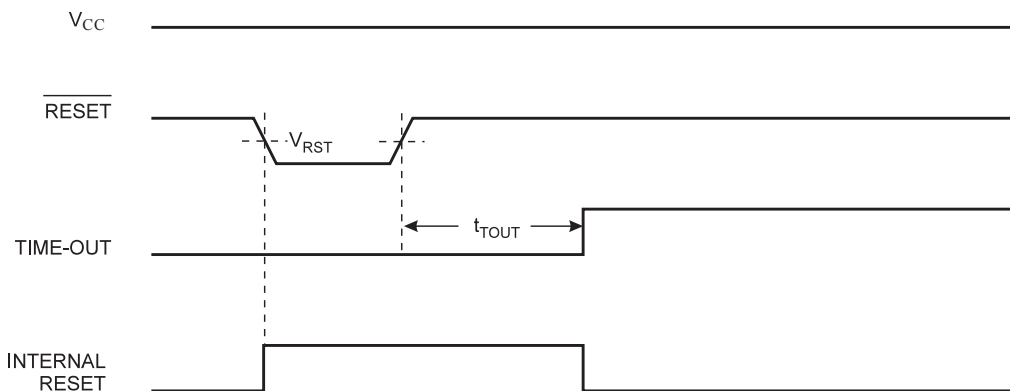 VCC
RESET
VRST
tTOUT
TIME-OUT
INTERNAL
RESET